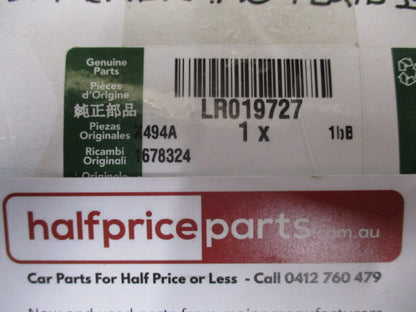 Genuine
Parts
Pièces
d'Origine
純正部品
Piezas
Originales
Ricambi
Originali
Originele
LR019727
1 x
1bB
494A
1678324
halfpriceparts.com.au
Car Parts For Half Price or Less - Call 0412 760 479